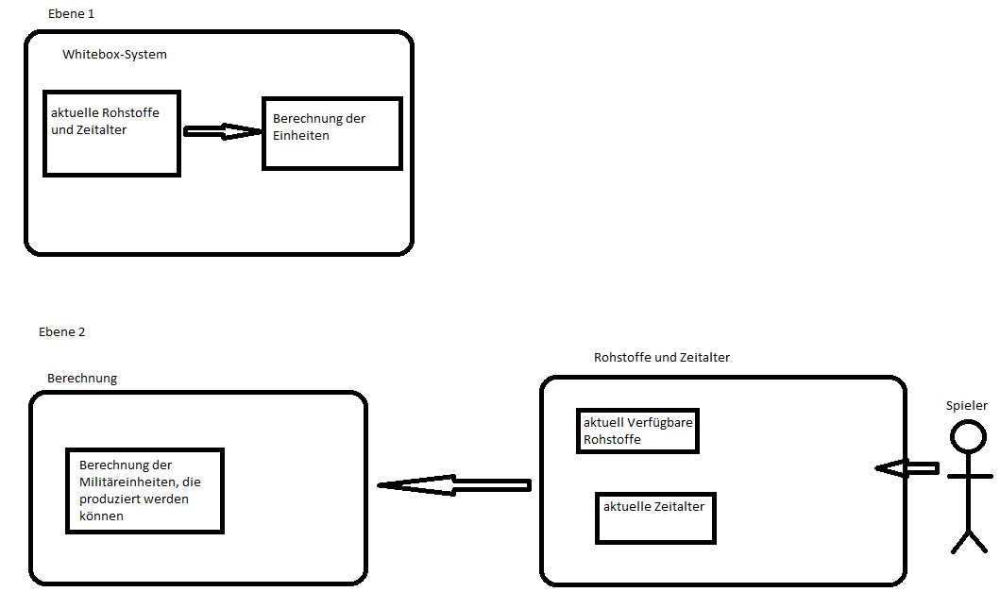 Ebene 1
Whitebox-System
aktuelle Rohstoffe
und Zeitalter
Berechnung der
Einheiten
Ebene 2
Rohstoffe und Zeitalter
Berechnung
Spieler
aktuell Verfügbare
Rohstoffe
Berechnung der
Militäreinheiten, die
produziert werden
können
aktuelle Zeitalter